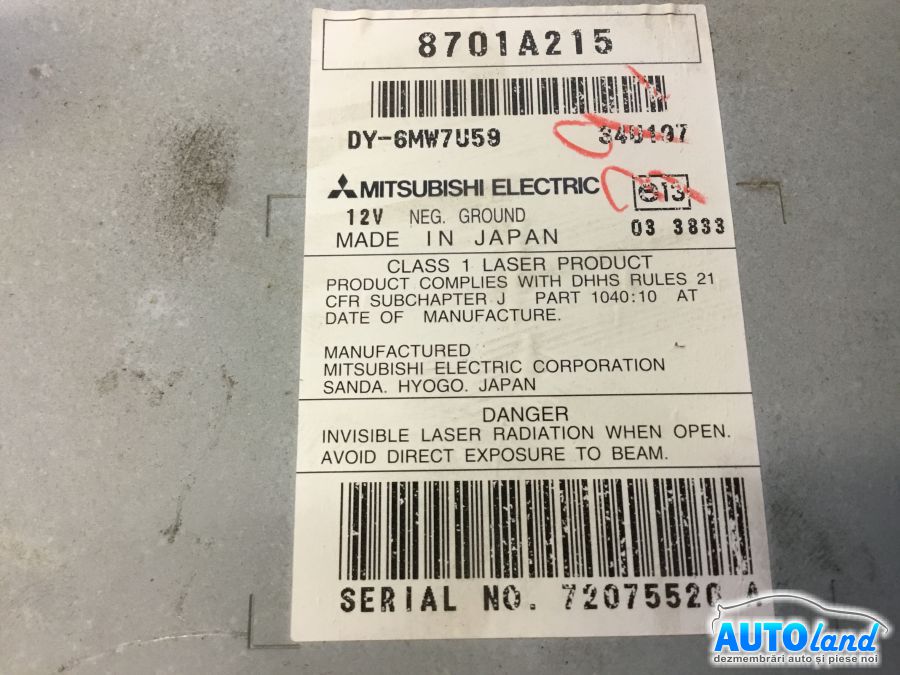 8701A215
DY-6MW7U59 340107
MITSUBISHI ELECTRIC e13
12V NEG. GROUND 03 3833
MADE IN JAPAN
CLASS 1 LASER PRODUCT
PRODUCT COMPLIES WITH DHHS RULES 21
CFR SUBCHAPTER J PART 1040:10 AT
DATE OF MANUFACTURE.
MANUFACTURED
MITSUBISHI ELECTRIC CORPORATION
SANDA. HYOGO. JAPAN
DANGER
INVISIBLE LASER RADIATION WHEN OPEN.
AVOID DIRECT EXPOSURE TO BEAM.
SERIAL NO. 72075520 A
AUTOland
dezmembrări auto și piese noi